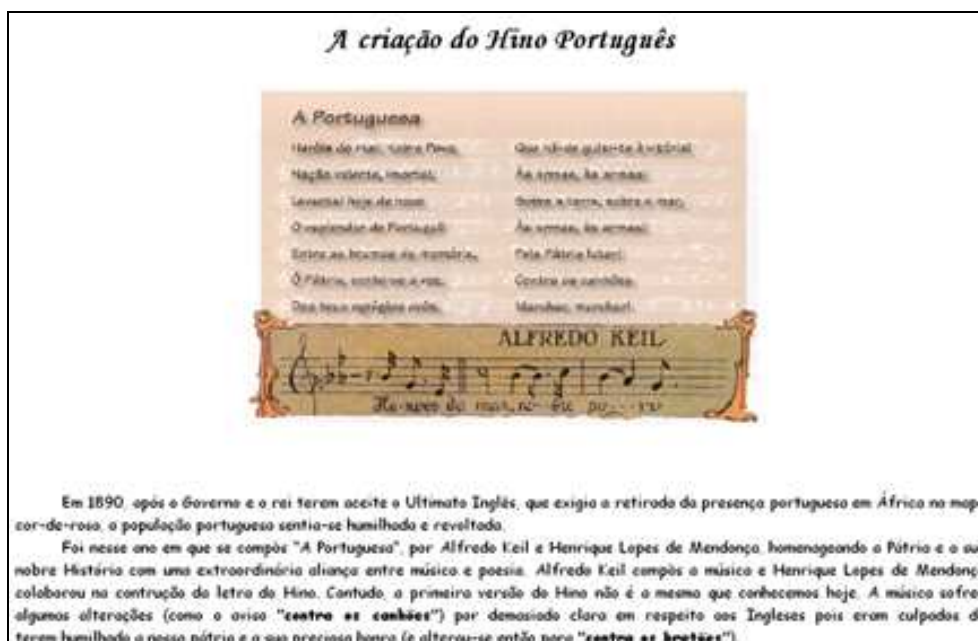 A criação do Hino Português
A Portuguesa
Heróis do mar, nobre Povo,
Nação valente, imortal,
Levantai hoje de novo
O esplendor de Portugal!
Entre as brumas da memória,
Ó Pátria, sente-se a voz
Dos teus egrégios avós,
Que há-de guiar-te à vitória!
Às armas, às armas!
Sobre a terra, sobre o mar,
Às armas, às armas!
Pela Pátria lutar!
Contra os canhões
Marchar, marchar!
ALFREDO KEIL
He-roes do mar, no-bre po---vo
Em 1890, após o Governo e o rei terem aceite o Ultimato Inglês, que exigia a retirada da presença portuguesa em África no map
cor-de-rosa, a população portuguesa sentia-se humilhada e revoltada.
Foi nesse ano em que se compôs "A Portuguesa", por Alfredo Keil e Henrique Lopes de Mendonça, homenageando a Pátria e a su
nobre História com uma extraordinária aliança entre música e poesia. Alfredo Keil compôs a música e Henrique Lopes de Mendonç
colaborou na contrução da letra do Hino. Contudo, a primeira versão do Hino não é a mesma que conhecemos hoje. A música sofre
algumas alterações (como o aviso "contra os canhões") por demasiado clara em respeito aos Ingleses pois eram culpados d
terem humilhado a nossa pátria e a sua preciosa honra (e alterou-se então para "contra os bretões")